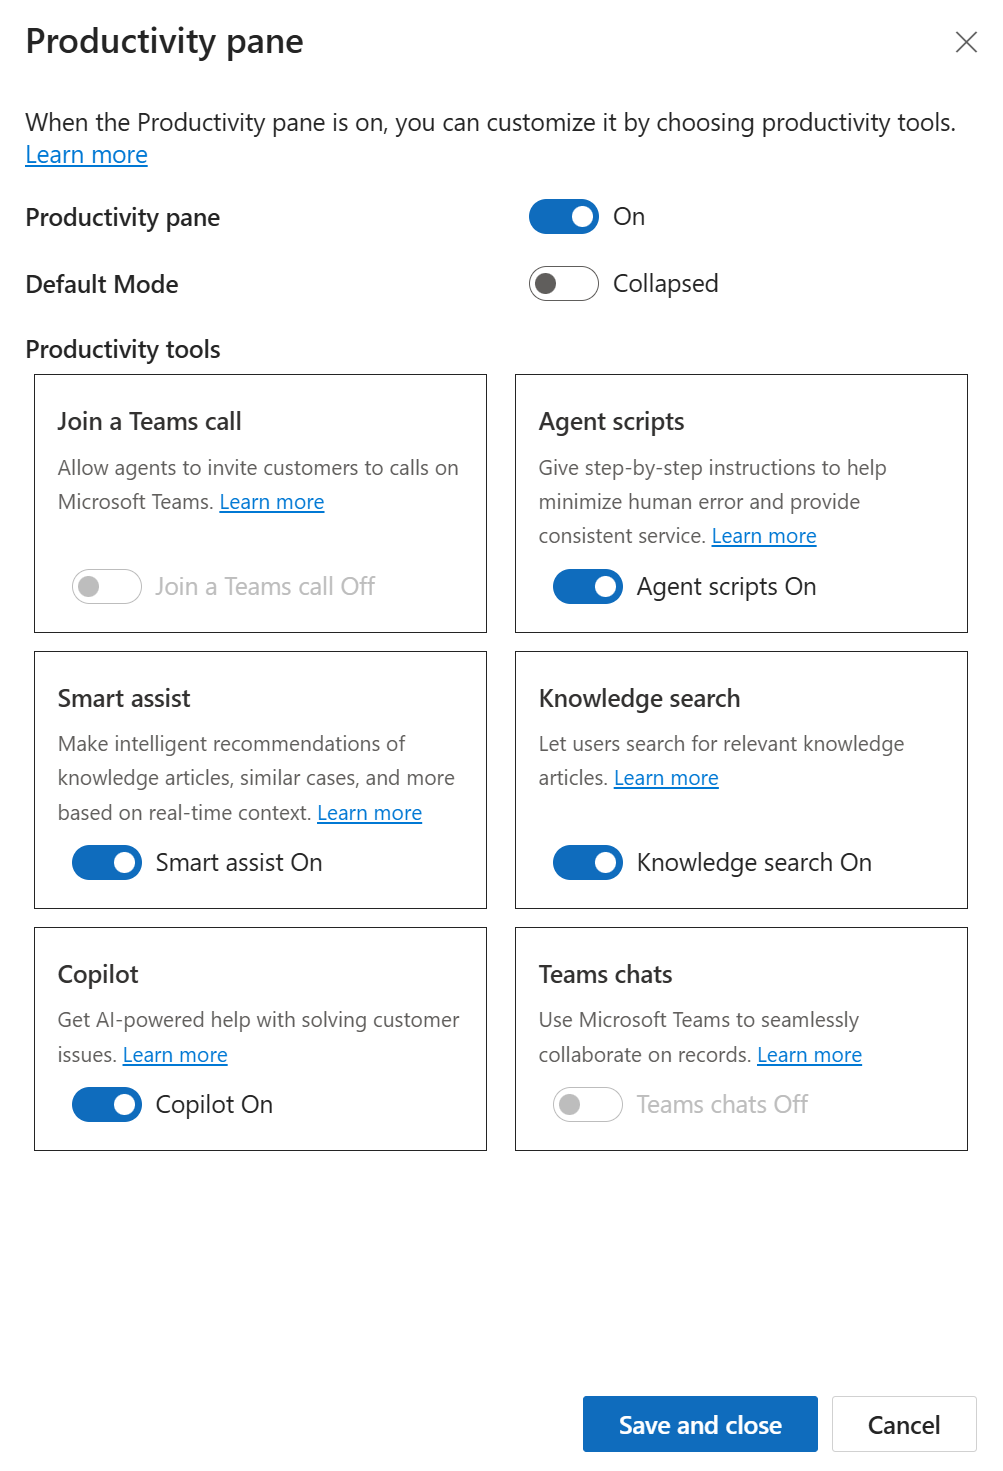 Productivity pane
When the Productivity pane is on, you can customize it by choosing productivity tools.
Learn more
Productivity pane
On
Default Mode
Collapsed
Productivity tools
Join a Teams call
Allow agents to invite customers to calls on
Microsoft Teams. Learn more
Join a Teams call Off
Agent scripts
Give step-by-step instructions to help
minimize human error and provide
consistent service. Learn more
Agent scripts On
Smart assist
Make intelligent recommendations of
knowledge articles, similar cases, and more
based on real-time context. Learn more
Smart assist On
Knowledge search
Let users search for relevant knowledge
articles. Learn more
Knowledge search On
Copilot
Get AI-powered help with solving customer
issues. Learn more
Copilot On
Teams chats
Use Microsoft Teams to seamlessly
collaborate on records. Learn more
Teams chats Off
Save and close
Cancel